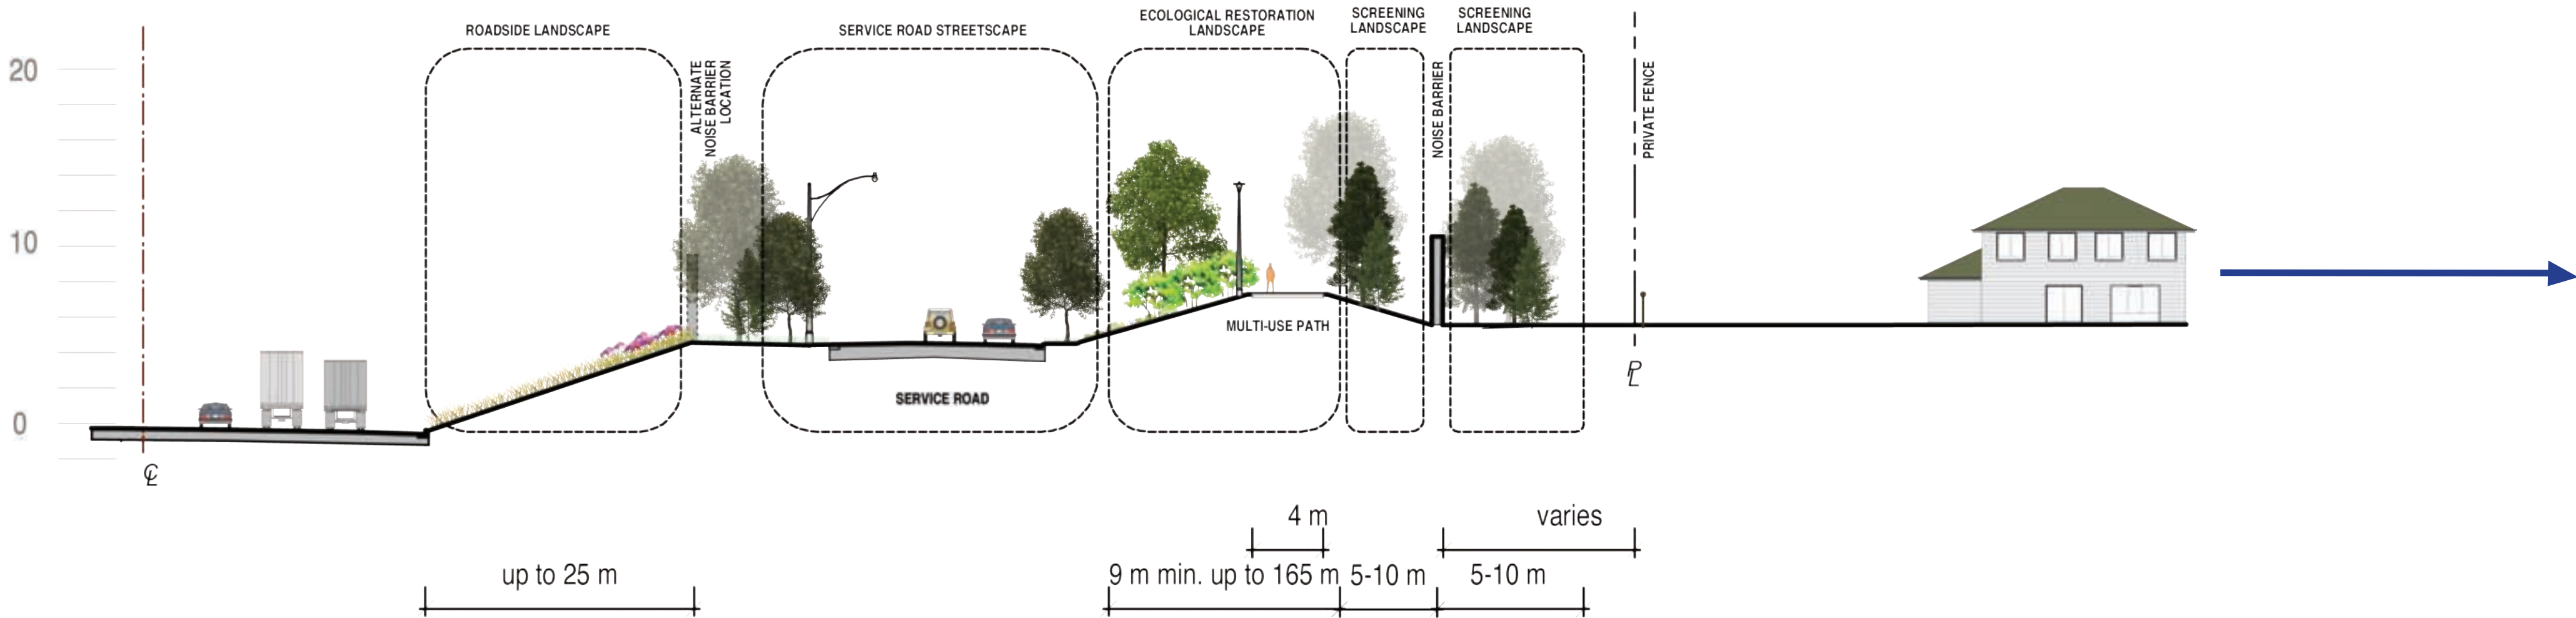 ROADSIDE LANDSCAPE
SERVICE ROAD STREETSCAPE
ECOLOGICAL RESTORATION
LANDSCAPE
SCREENING
LANDSCAPE
SCREENING
LANDSCAPE
ALTERNATE
NOISE BARRIER
LOCATION
NOISE BARRIER
PRIVATE FENCE
20
10
0
MULTI-USE PATH
SERVICE ROAD
PL
CL
4 m
varies
up to 25 m
9 m min. up to 165 m
5-10 m
5-10 m